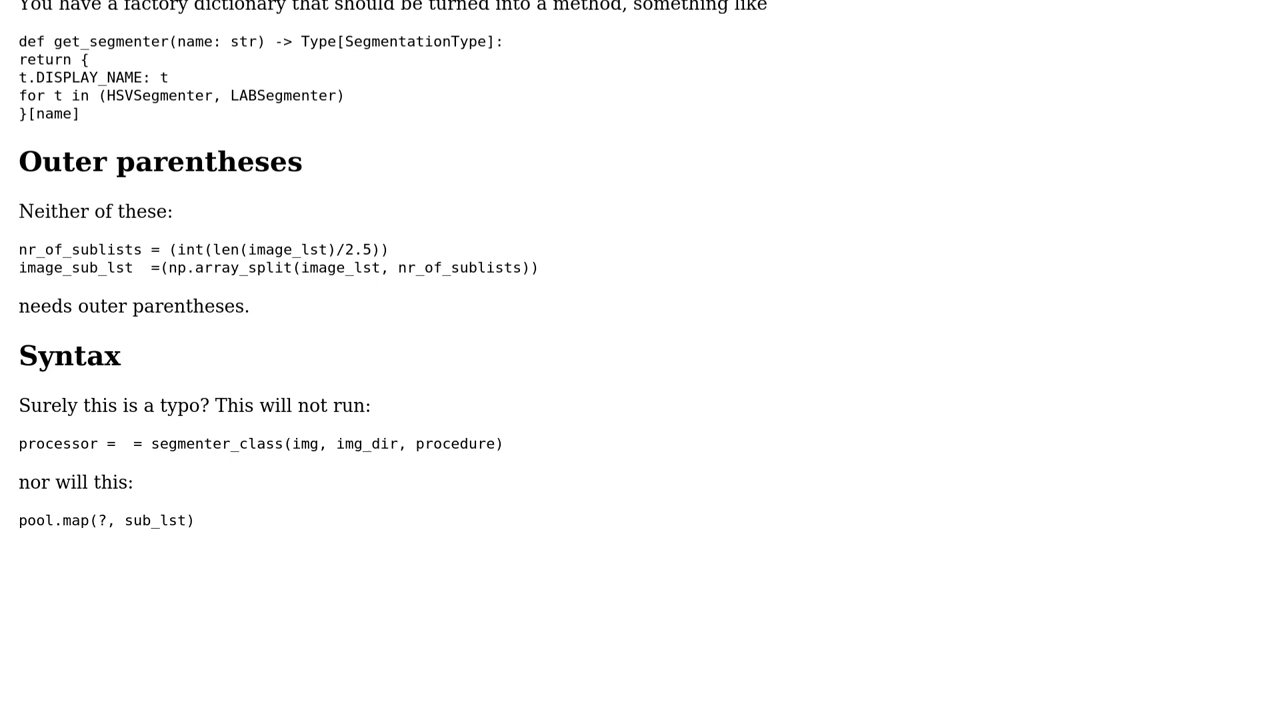 You have a factory dictionary that should be turned into a method, something like
def get_segmenter(name: str) -> Type[SegmentationType]:
return {
t.DISPLAY_NAME: t
for t in (HSVSegmenter, LABSegmenter)
}[name]
Outer parentheses
Neither of these:
nr_of_sublists = (int(len(image_lst)/2.5))
image_sub_lst  =(np.array_split(image_lst, nr_of_sublists))
needs outer parentheses.
Syntax
Surely this is a typo? This will not run:
processor =  = segmenter_class(img, img_dir, procedure)
nor will this:
pool.map(?, sub_lst)